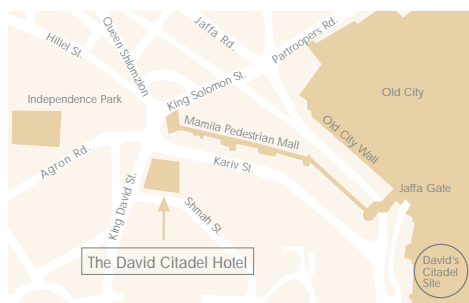 Hillel St.
Queen Shlomzion
Jaffa Rd.
Partroopers Rd.
King Solomon St.
Independence Park
Old City
Mamila Pedestrian Mall
Old City Wall
Agron Rd.
Kariv St.
Jaffa Gate
King David St.
Shmah St.
The David Citadel Hotel
David's
Citadel
Site